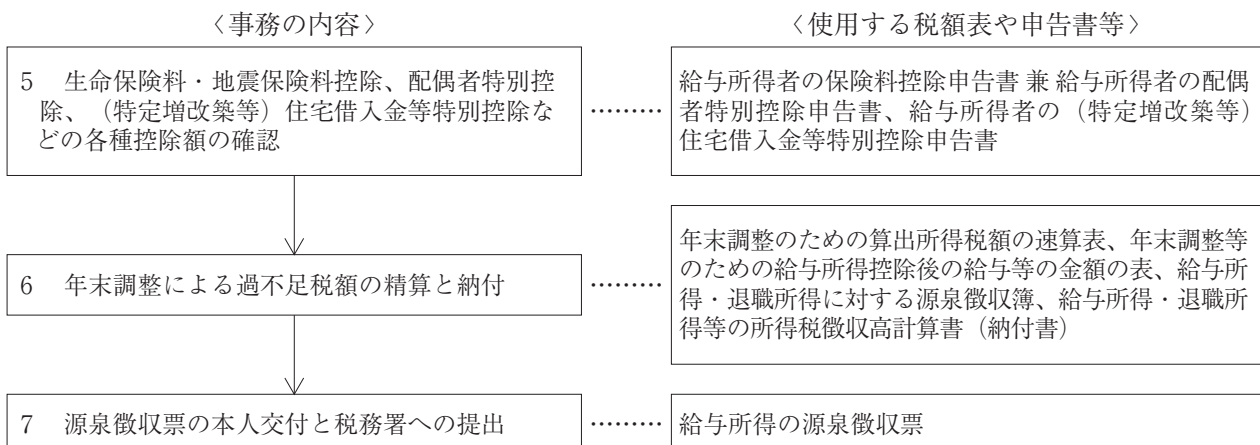 〈事務の内容〉
〈使用する税額表や申告書等〉
5 生命保険料・地震保険料控除、配偶者特別控
除、（特定増改築等）住宅借入金等特別控除な
どの各種控除額の確認
………
給与所得者の保険料控除申告書 兼 給与所得者の配偶
者特別控除申告書、給与所得者の（特定増改築等）
住宅借入金等特別控除申告書
6 年末調整による過不足税額の精算と納付
………
年末調整のための算出所得税額の速算表、年末調整等
のための給与所得控除後の給与等の金額の表、給与所
得・退職所得に対する源泉徴収簿、給与所得・退職所
得等の所得税徴収高計算書（納付書）
7 源泉徴収票の本人交付と税務署への提出
………
給与所得の源泉徴収票